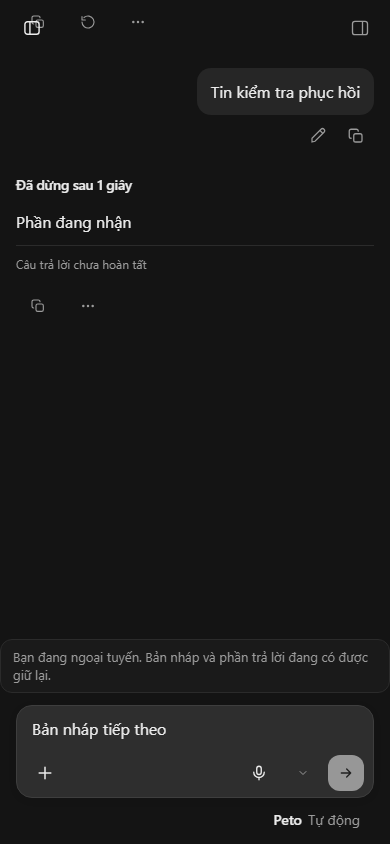 Tin kiểm tra phục hồi
Đã dừng sau 1 giây
Phần đang nhận
Câu trả lời chưa hoàn tất
Bạn đang ngoại tuyến. Bản nháp và phần trả lời đang có được
giữ lại.
Bản nháp tiếp theo
Peto Tự động